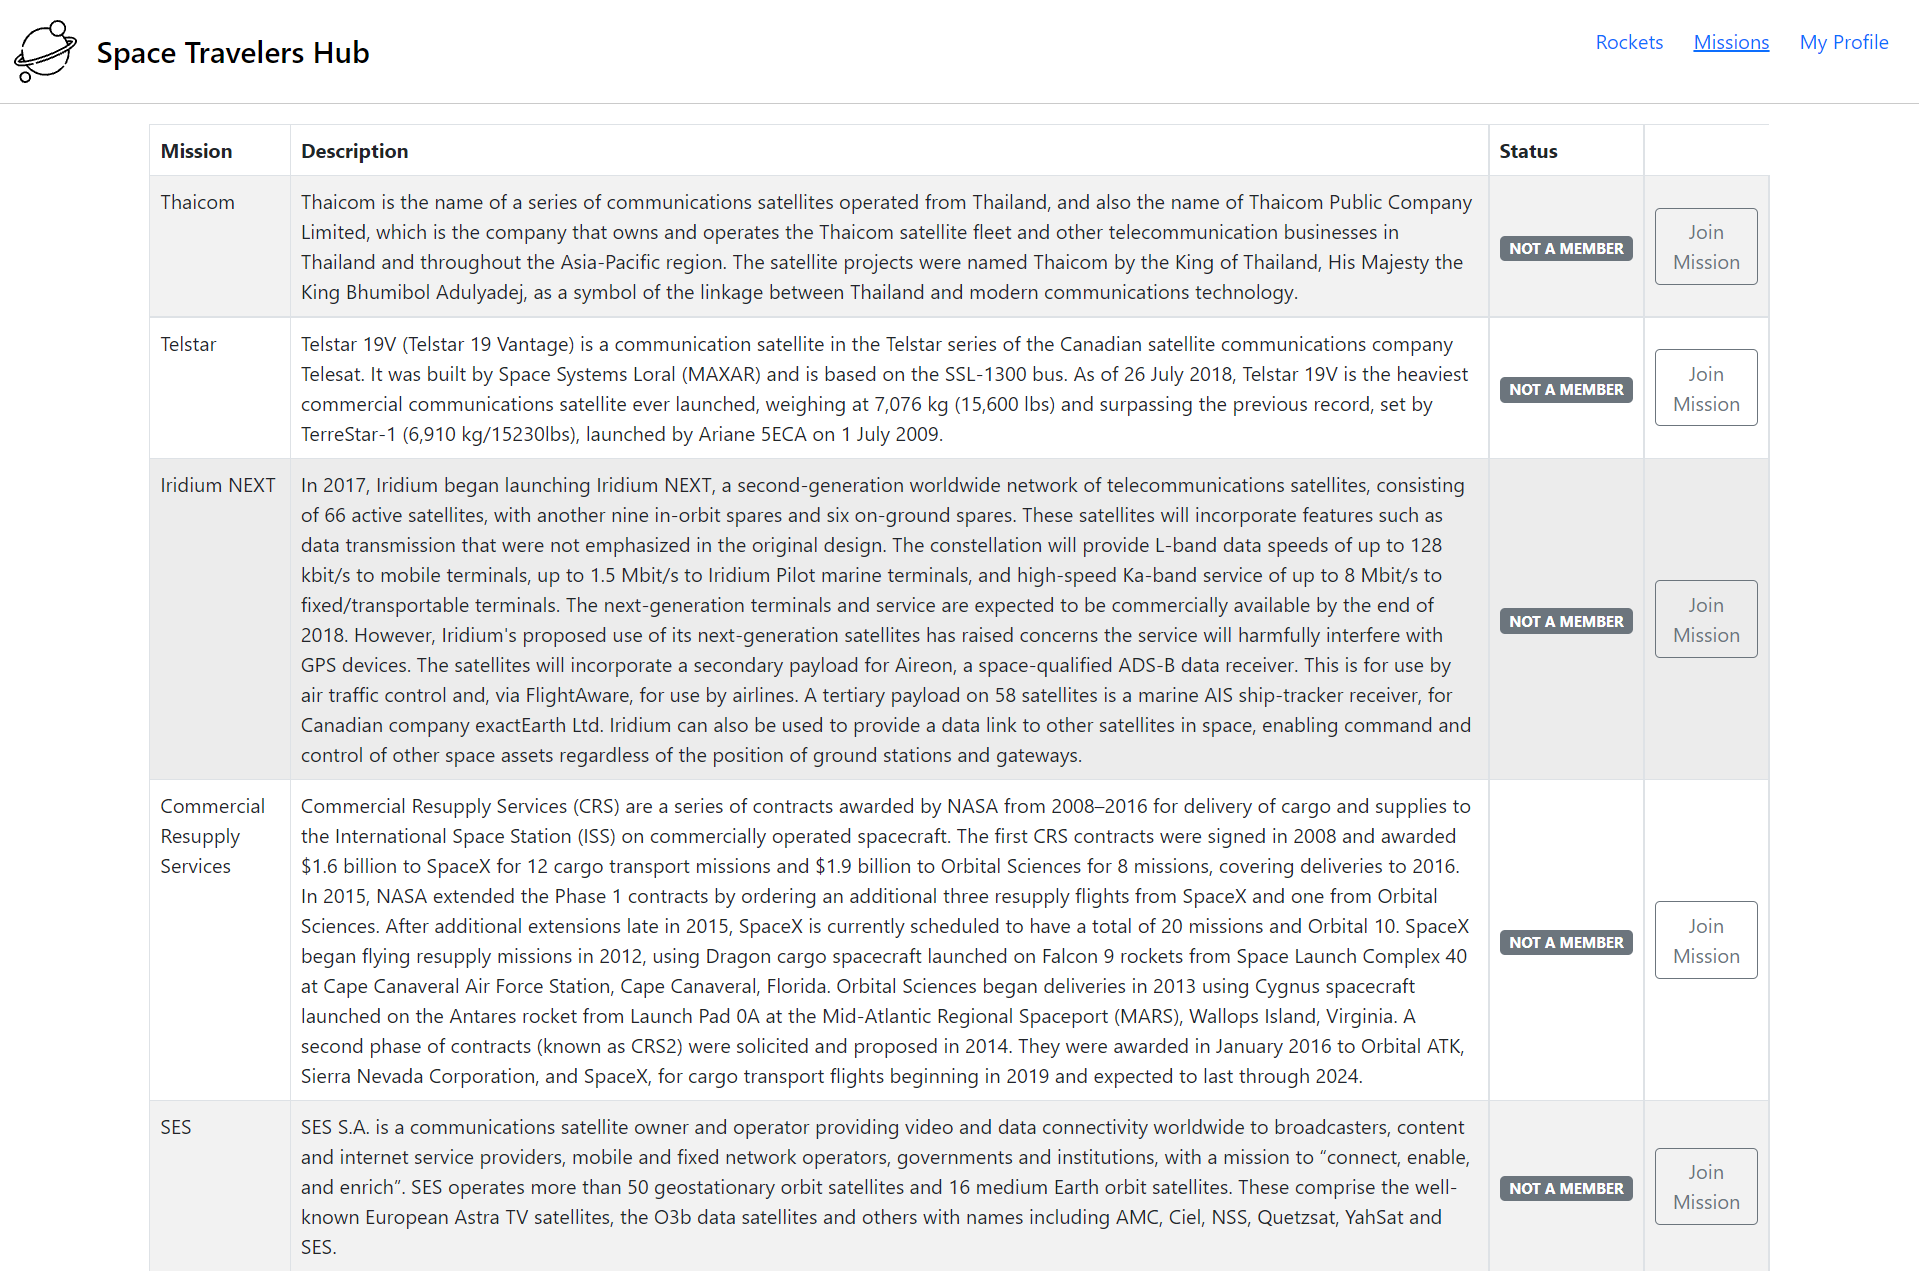 Space Travelers Hub
Rockets
Missions
My Profile
Mission
Description
Status
Thaicom
Thaicom is the name of a series of communications satellites operated from Thailand, and also the name of Thaicom Public Company
Limited, which is the company that owns and operates the Thaicom satellite fleet and other telecommunication businesses in
Thailand and throughout the Asia-Pacific region. The satellite projects were named Thaicom by the King of Thailand, His Majesty the
King Bhumibol Adulyadej, as a symbol of the linkage between Thailand and modern communications technology.
NOT A MEMBER
Join
Mission
Telstar
Telstar 19V (Telstar 19 Vantage) is a communication satellite in the Telstar series of the Canadian satellite communications company
Telesat. It was built by Space Systems Loral (MAXAR) and is based on the SSL-1300 bus. As of 26 July 2018, Telstar 19V is the heaviest
commercial communications satellite ever launched, weighing at 7,076 kg (15,600 lbs) and surpassing the previous record, set by
TerreStar-1 (6,910 kg/15230lbs), launched by Ariane 5ECA on 1 July 2009.
NOT A MEMBER
Join
Mission
Iridium NEXT
In 2017, Iridium began launching Iridium NEXT, a second-generation worldwide network of telecommunications satellites, consisting
of 66 active satellites, with another nine in-orbit spares and six on-ground spares. These satellites will incorporate features such as
data transmission that were not emphasized in the original design. The constellation will provide L-band data speeds of up to 128
kbit/s to mobile terminals, up to 1.5 Mbit/s to Iridium Pilot marine terminals, and high-speed Ka-band service of up to 8 Mbit/s to
fixed/transportable terminals. The next-generation terminals and service are expected to be commercially available by the end of
2018. However, Iridium's proposed use of its next-generation satellites has raised concerns the service will harmfully interfere with
GPS devices. The satellites will incorporate a secondary payload for Aireon, a space-qualified ADS-B data receiver. This is for use by
air traffic control and, via FlightAware, for use by airlines. A tertiary payload on 58 satellites is a marine AIS ship-tracker receiver, for
Canadian company exactEarth Ltd. Iridium can also be used to provide a data link to other satellites in space, enabling command and
control of other space assets regardless of the position of ground stations and gateways.
NOT A MEMBER
Join
Mission
Commercial
Resupply
Services
Commercial Resupply Services (CRS) are a series of contracts awarded by NASA from 2008–2016 for delivery of cargo and supplies to
the International Space Station (ISS) on commercially operated spacecraft. The first CRS contracts were signed in 2008 and awarded
$1.6 billion to SpaceX for 12 cargo transport missions and $1.9 billion to Orbital Sciences for 8 missions, covering deliveries to 2016.
In 2015, NASA extended the Phase 1 contracts by ordering an additional three resupply flights from SpaceX and one from Orbital
Sciences. After additional extensions late in 2015, SpaceX is currently scheduled to have a total of 20 missions and Orbital 10. SpaceX
began flying resupply missions in 2012, using Dragon cargo spacecraft launched on Falcon 9 rockets from Space Launch Complex 40
at Cape Canaveral Air Force Station, Cape Canaveral, Florida. Orbital Sciences began deliveries in 2013 using Cygnus spacecraft
launched on the Antares rocket from Launch Pad 0A at the Mid-Atlantic Regional Spaceport (MARS), Wallops Island, Virginia. A
second phase of contracts (known as CRS2) were solicited and proposed in 2014. They were awarded in January 2016 to Orbital ATK,
Sierra Nevada Corporation, and SpaceX, for cargo transport flights beginning in 2019 and expected to last through 2024.
NOT A MEMBER
Join
Mission
SES
SES S.A. is a communications satellite owner and operator providing video and data connectivity worldwide to broadcasters, content
and internet service providers, mobile and fixed network operators, governments and institutions, with a mission to “connect, enable,
and enrich”. SES operates more than 50 geostationary orbit satellites and 16 medium Earth orbit satellites. These comprise the well-
known European Astra TV satellites, the O3b data satellites and others with names including AMC, Ciel, NSS, Quetzsat, YahSat and
SES.
NOT A MEMBER
Join
Mission